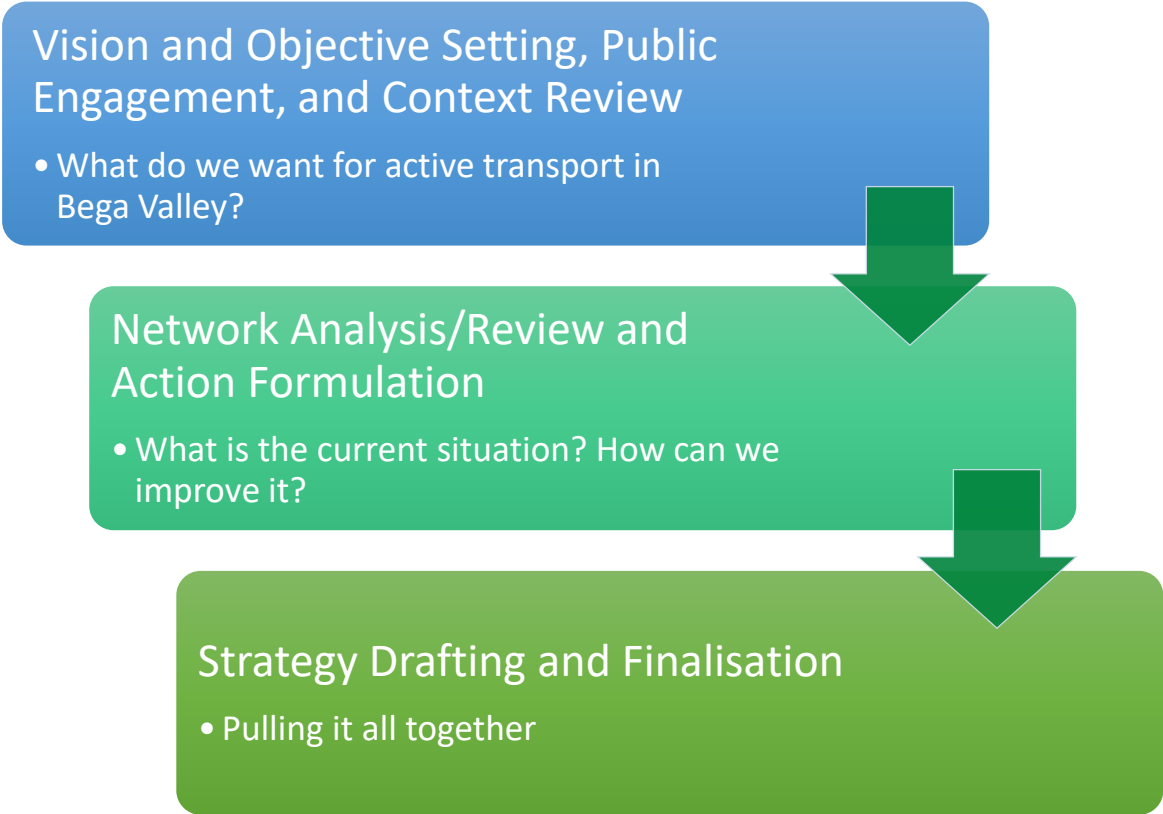 Vision and Objective Setting, Public
Engagement, and Context Review
• What do we want for active transport in
Bega Valley?
Network Analysis/Review and
Action Formulation
• What is the current situation? How can we
improve it?
Strategy Drafting and Finalisation
• Pulling it all together